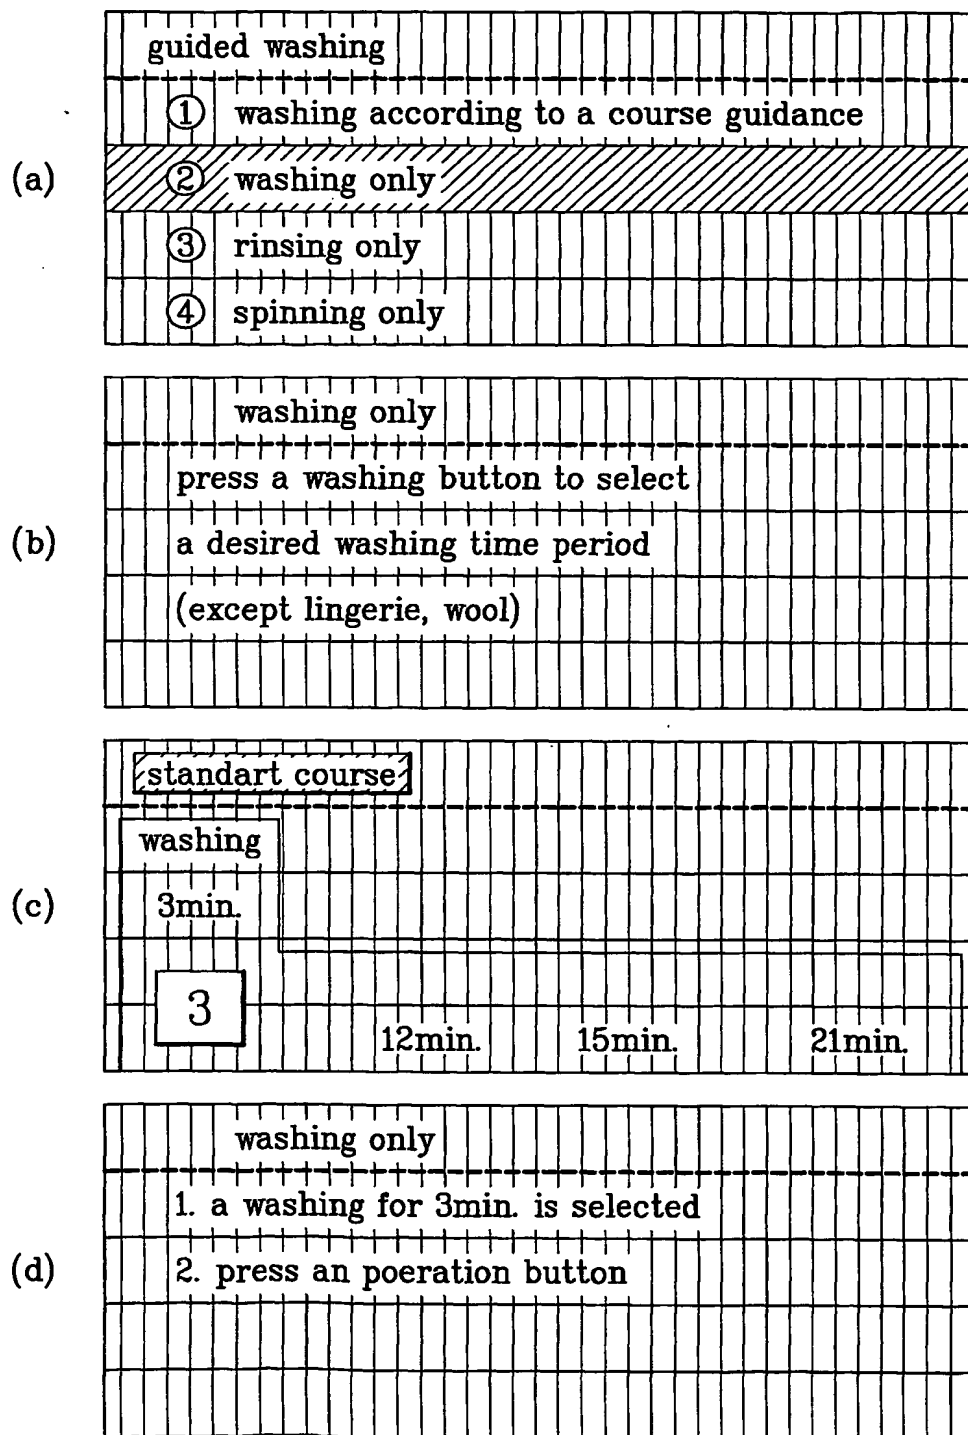 (a)
guided washing
① washing according to a course guidance
② washing only
③ rinsing only
④ spinning only
(b)
washing only
press a washing button to select
a desired washing time period
(except lingerie, wool)
(c)
standart course
washing
3min.
3
12min. 15min. 21min.
(d)
washing only
1. a washing for 3min. is selected
2. press an poeration button